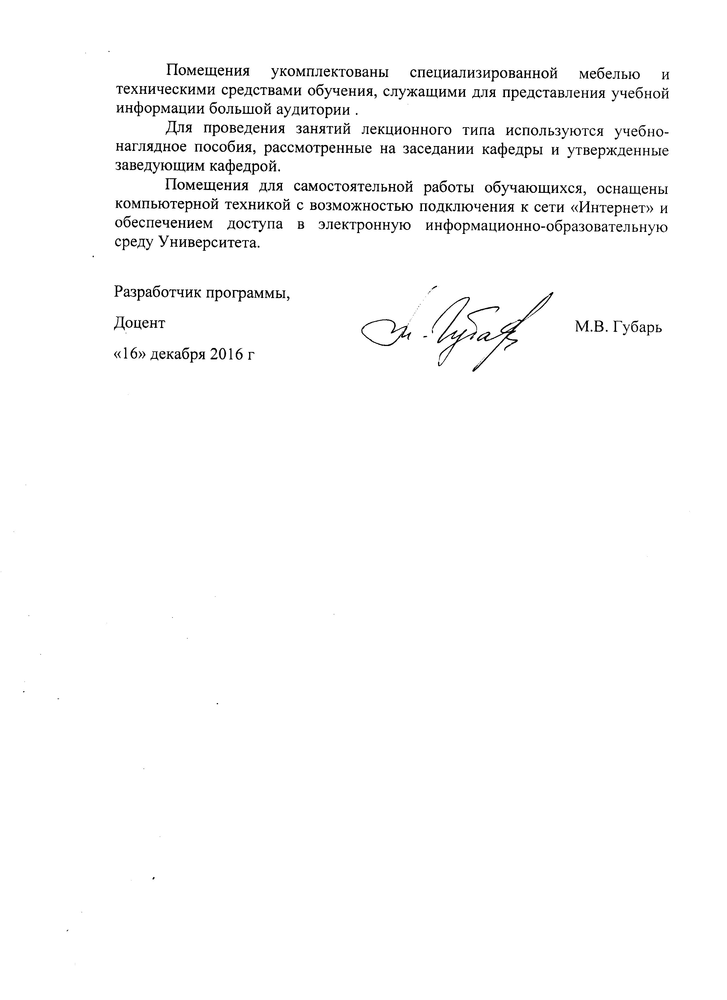 Помещения укомплектованы специализированной мебелью и
техническими средствами обучения, служащими для представления учебной
информации большой аудитории .
Для проведения занятий лекционного типа используются учебно-
наглядное пособия, рассмотренные на заседании кафедры и утвержденные
заведующим кафедрой.
Помещения для самостоятельной работы обучающихся, оснащены
компьютерной техникой с возможностью подключения к сети «Интернет» и
обеспечением доступа в электронную информационно-образовательную
среду Университета.
Разработчик программы,
Доцент М.В. Губарь
«16» декабря 2016 г